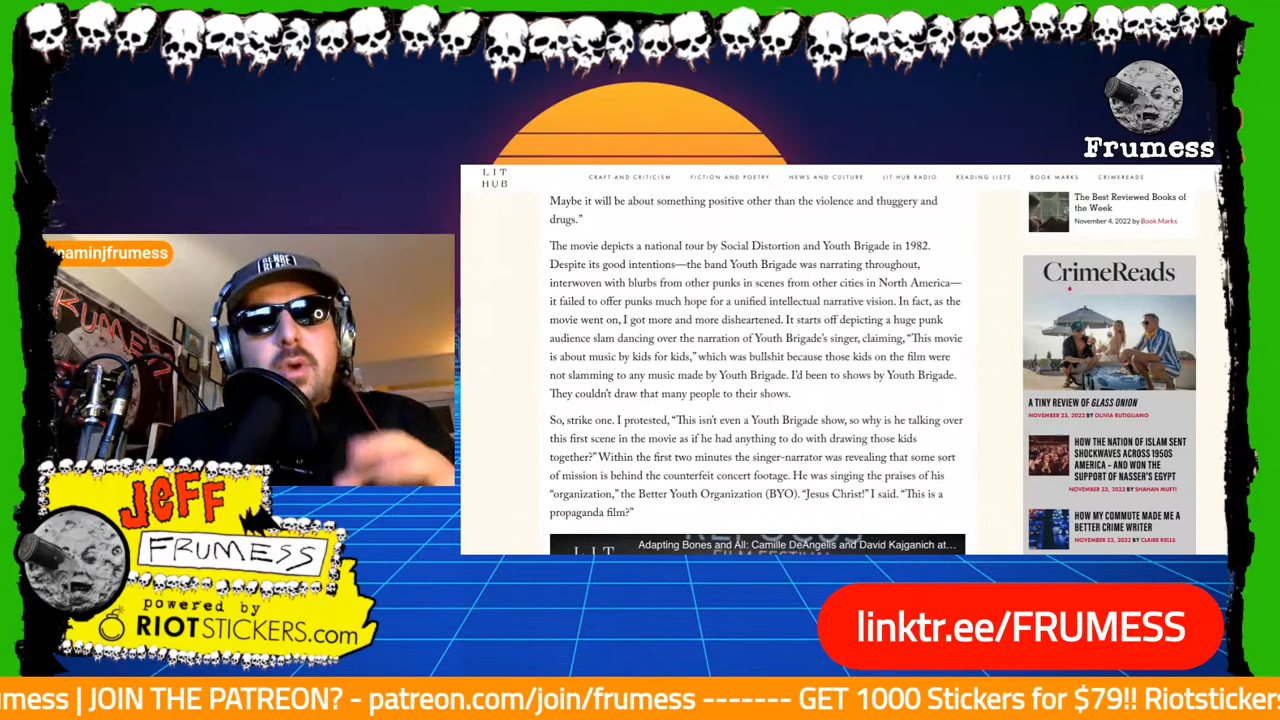 Frumess
LIT
HUB
CRAFT AND CRITICISM
FICTION AND POETRY
NEWS AND CULTURE
LIT HUB RADIO
READING LISTS
BOOK MARKS
CRIMEREADS
Maybe it will be about something positive other than the violence and thuggery and
drugs.”
The movie depicts a national tour by Social Distortion and Youth Brigade in 1982.
Despite its good intentions—the band Youth Brigade was narrating throughout,
interwoven with blurbs from other punks in scenes from other cities in North America—
it failed to offer punks much hope for a unified intellectual narrative vision. In fact, as the
movie went on, I got more and more disheartened. It starts off depicting a huge punk
audience slam dancing over the narration of Youth Brigade’s singer, claiming, “This movie
is about music by kids for kids,” which was bullshit because those kids on the film were
not slamming to any music made by Youth Brigade. I’d been to shows by Youth Brigade.
They couldn’t draw that many people to their shows.
So, strike one. I protested, “This isn’t even a Youth Brigade show, so why is he talking over
this first scene in the movie as if he had anything to do with drawing those kids
together?” Within the first two minutes the singer-narrator was revealing that some sort
of mission is behind the counterfeit concert footage. He was singing the praises of his
“organization,” the Better Youth Organization (BYO). “Jesus Christ!” I said. “This is a
propaganda film?”
LIT
Adapting Bones and All: Camille DeAngelis and David Kajganich at…
The Best Reviewed Books of
the Week
November 4, 2022 by Book Marks
CrimeReads
A TINY REVIEW OF GLASS ONION
NOVEMBER 23, 2022 BY OLIVIA RUTIGLIANO
HOW THE NATION OF ISLAM SENT
SHOCKWAVES ACROSS 1950S
AMERICA – AND WON THE
SUPPORT OF NASSER'S EGYPT
NOVEMBER 23, 2022 BY SHAHAN MUFTI
HOW MY COMMUTE MADE ME A
BETTER CRIME WRITER
NOVEMBER 23, 2022 BY CLAIRE KELLS
eaminjfrumess
GENRE
BLAST
RUMESS
JEFF
FRUMESS
powered by
RIOTSTICKERS.com
linktr.ee/FRUMESS
umess | JOIN THE PATREON? - patreon.com/join/frumess ------- GET 1000 Stickers for $79!! Riotstickers